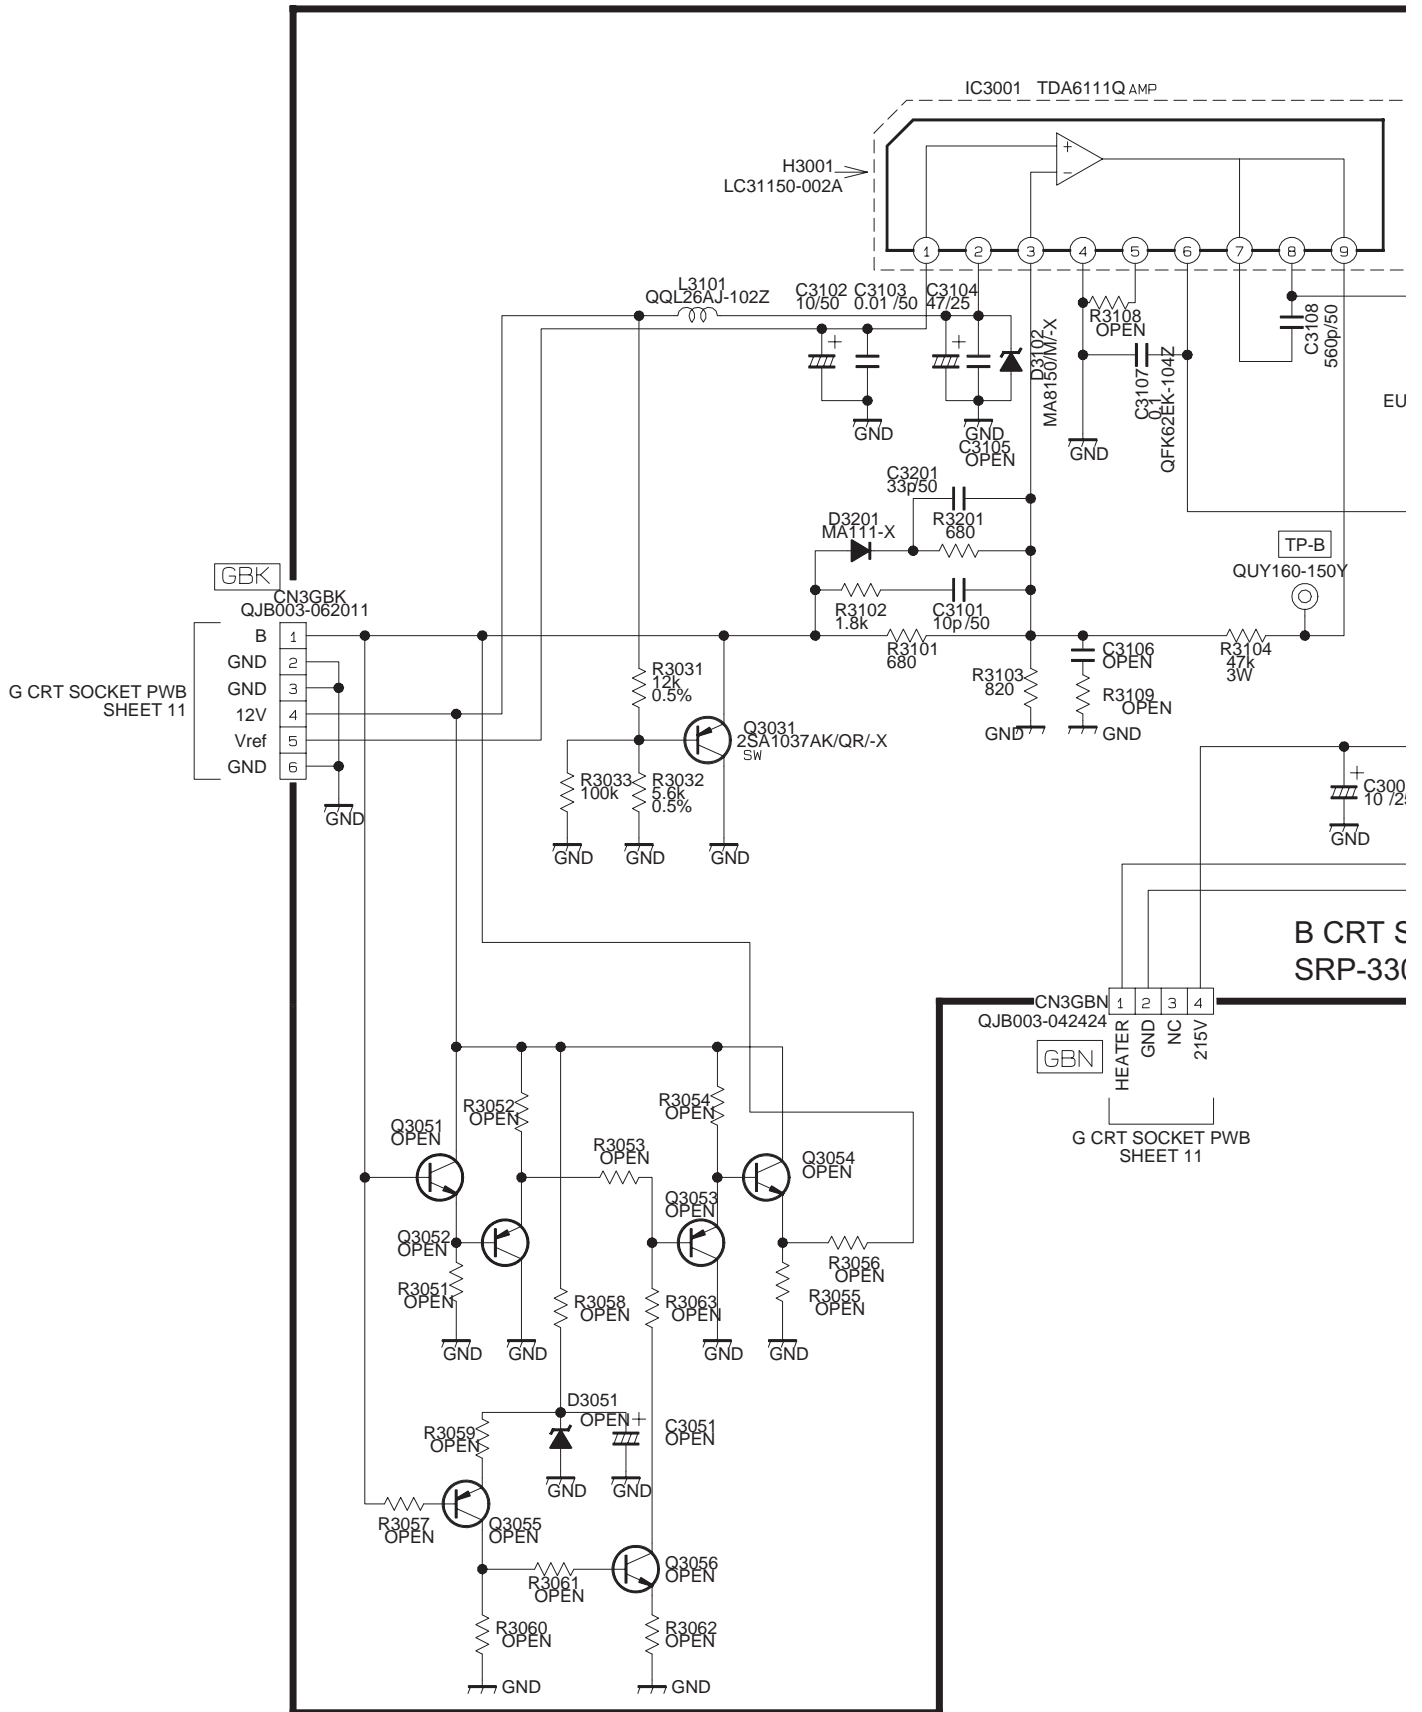 IC3001 TDA6111Q AMP
H3001
LC31150-002A
+
-
1 2 3 4 5 6 7 8 9
L3101
QQL26AJ-102Z
C3102
10/50
C3103
0.01 /50
C3104
47/25
+
+
D3102
MA8150/M/-X
R3108
OPEN
C3107
0.1
QFK62EK-104Z
C3108
560p/50
EU
GND
GND
C3105
OPEN
GND
C3201
33p/50
D3201
MA111-X
R3201
680
TP-B
QUY160-150Y
R3102
1.8k
C3101
10p /50
R3101
680
C3106
OPEN
R3104
47k
3W
R3103
820
R3109
OPEN
GND
GND
GBK
CN3GBK
QJB003-062011
B 1
GND 2
GND 3
12V 4
Vref 5
GND 6
G CRT SOCKET PWB
SHEET 11
GND
R3031
12k
0.5%
Q3031
2SA1037AK/QR/-X
SW
R3033
100k
R3032
5.6k
0.5%
GND
GND
GND
+
C300
10 /25
GND
B CRT S
SRP-330
CN3GBN
QJB003-042424
1 2 3 4
GBN
HEATER
GND
NC
215V
G CRT SOCKET PWB
SHEET 11
R3052
OPEN
R3054
OPEN
Q3051
OPEN
R3053
OPEN
Q3054
OPEN
Q3052
OPEN
Q3053
OPEN
R3051
OPEN
R3058
OPEN
R3063
OPEN
R3056
OPEN
R3055
OPEN
GND
GND
GND
GND
D3051
OPEN
+
C3051
OPEN
R3059
OPEN
GND
GND
R3057
OPEN
Q3055
OPEN
R3061
OPEN
Q3056
OPEN
R3060
OPEN
R3062
OPEN
GND
GND